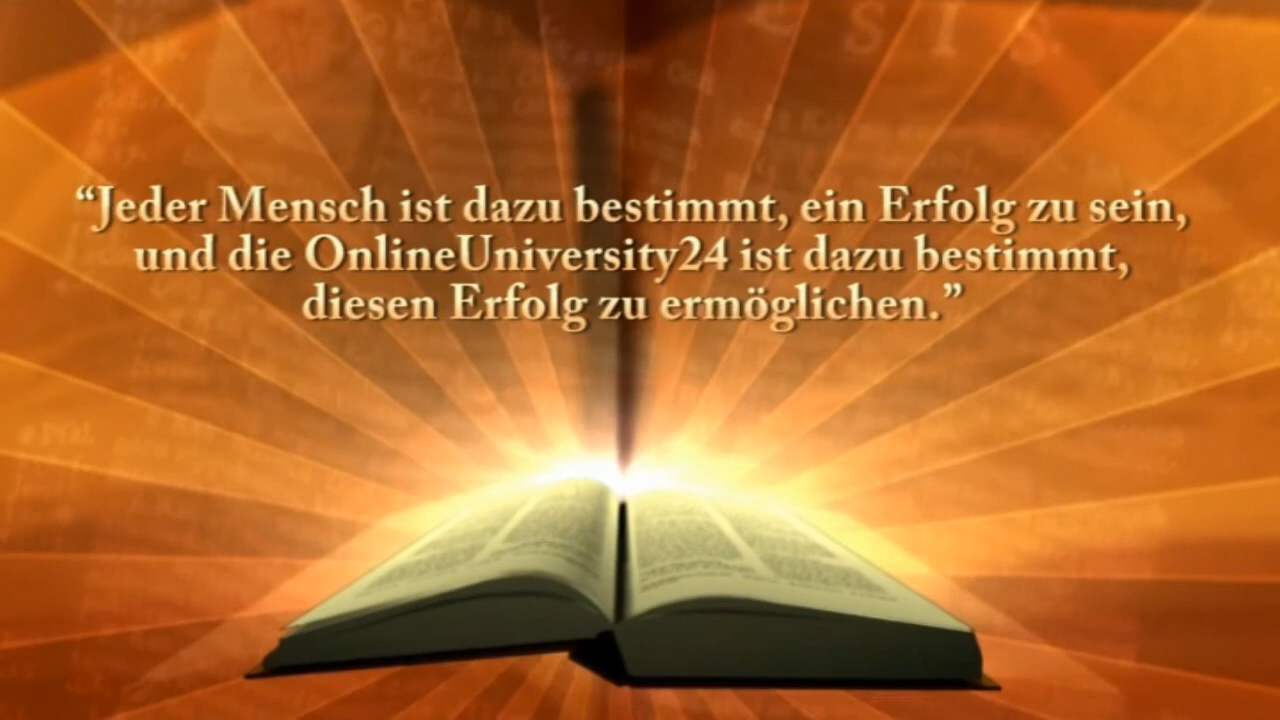 “Jeder Mensch ist dazu bestimmt, ein Erfolg zu sein,
und die OnlineUniversity24 ist dazu bestimmt,
diesen Erfolg zu ermöglichen.”